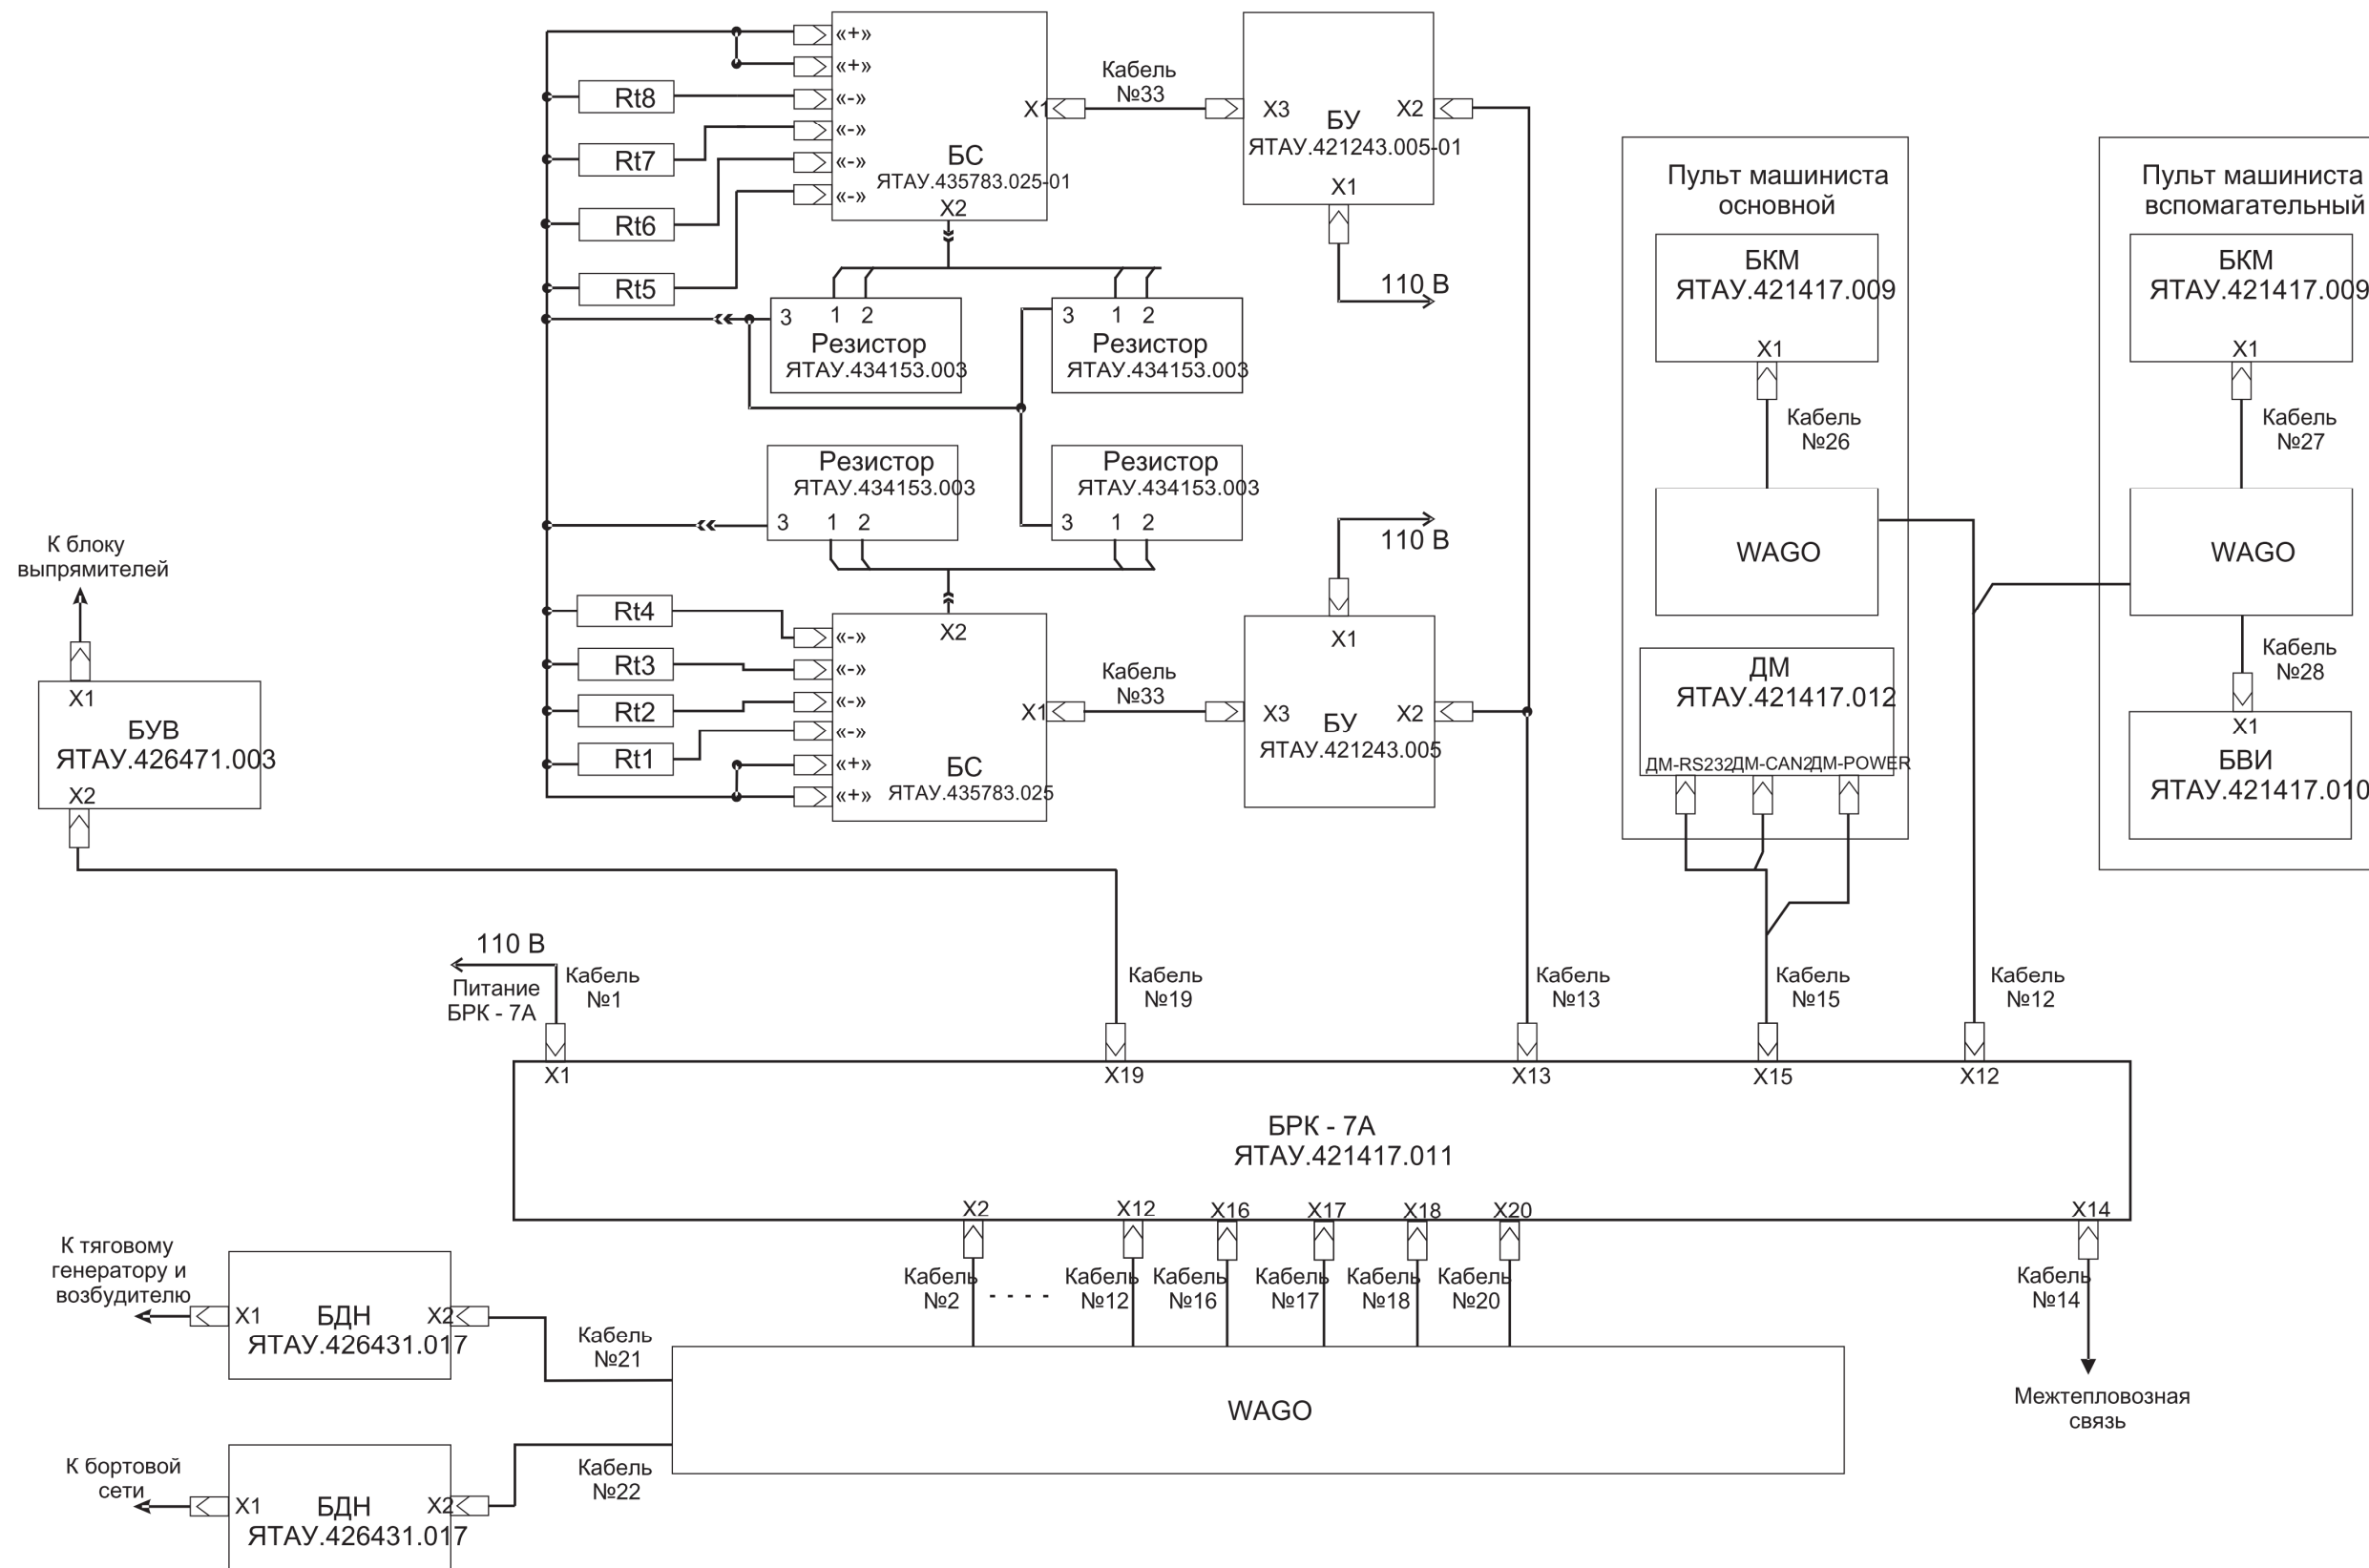 «+»
«+»
«-»
«-»
«-»
«-»
Rt8
Rt7
Rt6
Rt5
X1
БС
ЯТАУ.435783.025-01
X2
Кабель
№33
X3
X2
БУ
ЯТАУ.421243.005-01
X1
110 В
3 1 2
Резистор
ЯТАУ.434153.003
3 1 2
Резистор
ЯТАУ.434153.003
Резистор
ЯТАУ.434153.003
3 1 2
Резистор
ЯТАУ.434153.003
3 1 2
110 В
Rt4
Rt3
Rt2
Rt1
«-»
«-»
«-»
«-»
«+»
«+»
X2
X1
БС
ЯТАУ.435783.025
Кабель
№33
X1
X3
X2
БУ
ЯТАУ.421243.005
Пульт машиниста
основной
БКМ
ЯТАУ.421417.009
X1
Кабель
№26
WAGO
ДМ
ЯТАУ.421417.012
ДМ-RS232
ДМ-CAN2
ДМ-POWER
Пульт машиниста
вспомагательный
БКМ
ЯТАУ.421417.009
X1
Кабель
№27
WAGO
Кабель
№28
X1
БВИ
ЯТАУ.421417.010
К блоку
выпрямителей
X1
БУВ
ЯТАУ.426471.003
X2
110 В
Питание
БРК - 7А
Кабель
№1
Кабель
№19
Кабель
№13
Кабель
№15
Кабель
№12
X1
X19
X13
X15
X12
БРК - 7А
ЯТАУ.421417.011
X2
X12
X16
X17
X18
X20
X14
Кабель
№2
- - - -
Кабель
№12
Кабель
№16
Кабель
№17
Кабель
№18
Кабель
№20
Кабель
№14
Межтепловозная
связь
К тяговому
генератору и
возбудителю
X1
БДН
X2
ЯТАУ.426431.017
Кабель
№21
WAGO
К бортовой
сети
X1
БДН
X2
ЯТАУ.426431.017
Кабель
№22